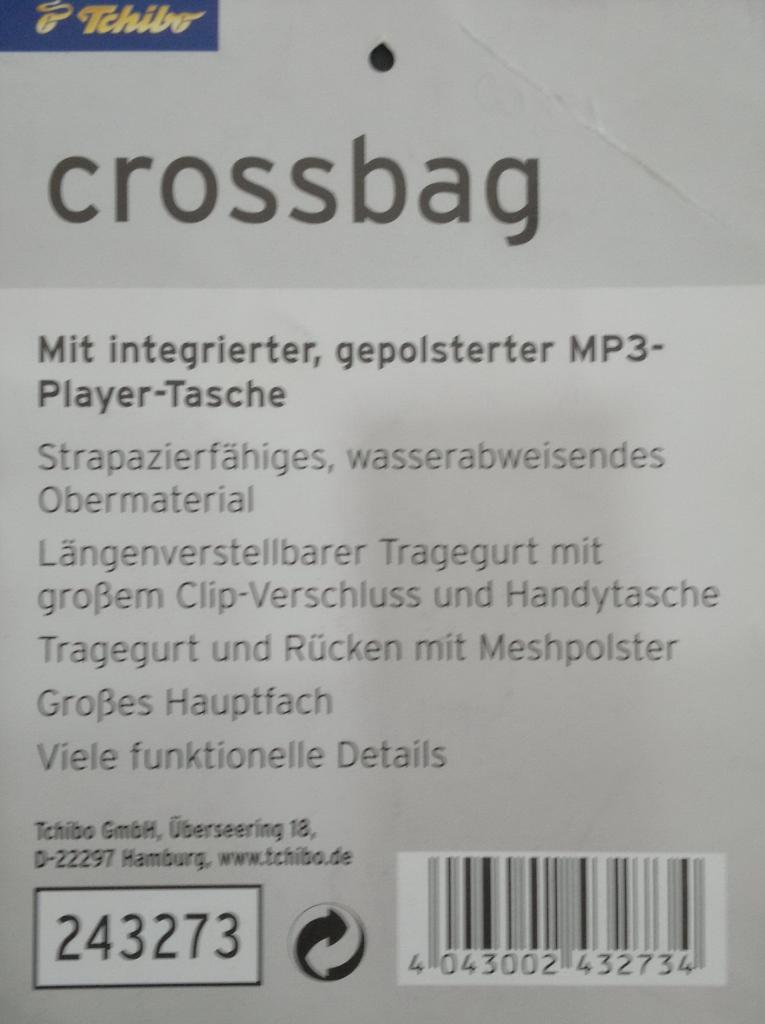 Tchibo
crossbag
Mit integrierter, gepolsterter MP3-
Player-Tasche
Strapazierfähiges, wasserabweisendes
Obermaterial
Längenverstellbarer Tragegurt mit
großem Clip-Verschluss und Handytasche
Tragegurt und Rücken mit Meshpolster
Großes Hauptfach
Viele funktionelle Details
Tchibo GmbH, Überseering 18,
D-22297 Hamburg, www.tchibo.de
243273
4 043002 432734